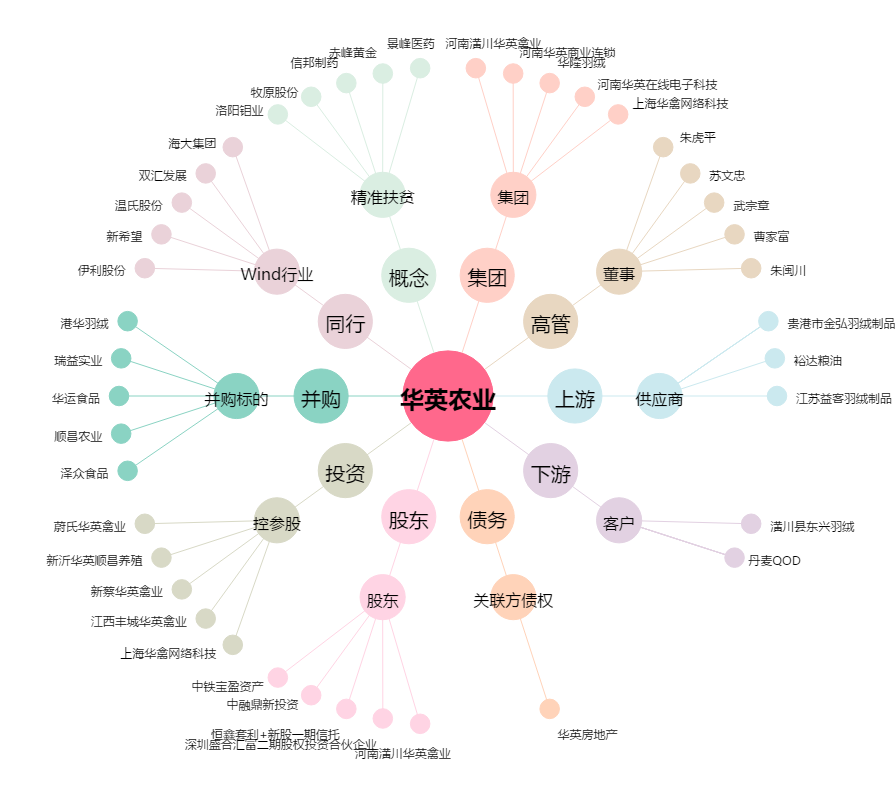 景峰医药
河南潢川华英禽业
赤峰黄金
河南华英商业连锁
信邦制药
华隆羽绒
牧原股份
河南华英在线电子科技
洛阳钼业
上海华禽网络科技
海大集团
朱虎平
双汇发展
苏文忠
精准扶贫
集团
温氏股份
武宗章
新希望
曹家富
伊利股份
Wind行业
概念
集团
董事
朱闽川
港华羽绒
同行
高管
贵港市金弘羽绒制品
瑞益实业
裕达粮油
华运食品
并购标的
并购
华英农业
上游
供应商
江苏益客羽绒制品
顺昌农业
泽众食品
投资
下游
蔚氏华英禽业
控参股
股东
债务
客户
潢川县东兴羽绒
新沂华英顺昌养殖
丹麦QOD
新蔡华英禽业
股东
关联方债权
江西丰城华英禽业
上海华禽网络科技
中铁宝盈资产
中融鼎新投资
恒鑫套利+新股一期信托
华英房地产
深圳盛合汇富二期股权投资合伙企业
河南潢川华英禽业